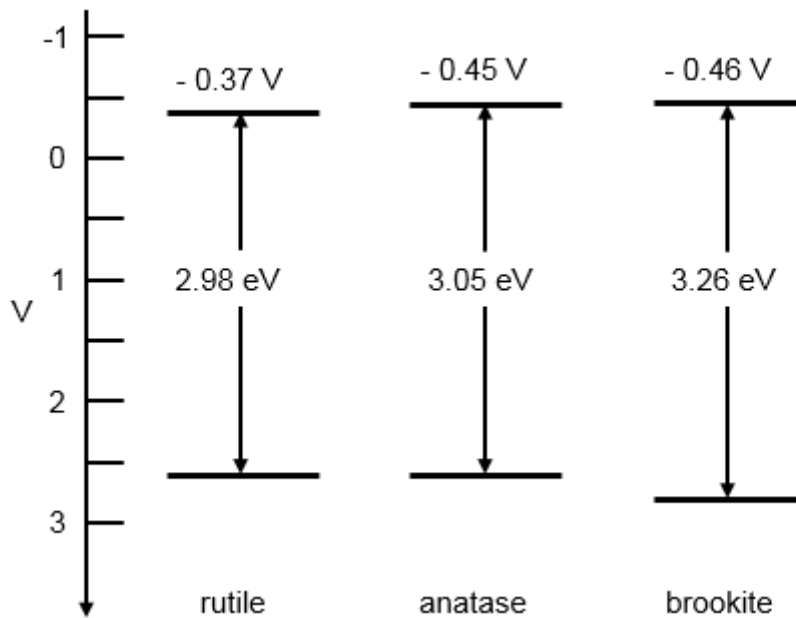 -1
- 0.37 V
- 0.45 V
- 0.46 V
0
1
2.98 eV
3.05 eV
3.26 eV
V
2
3
rutile
anatase
brookite